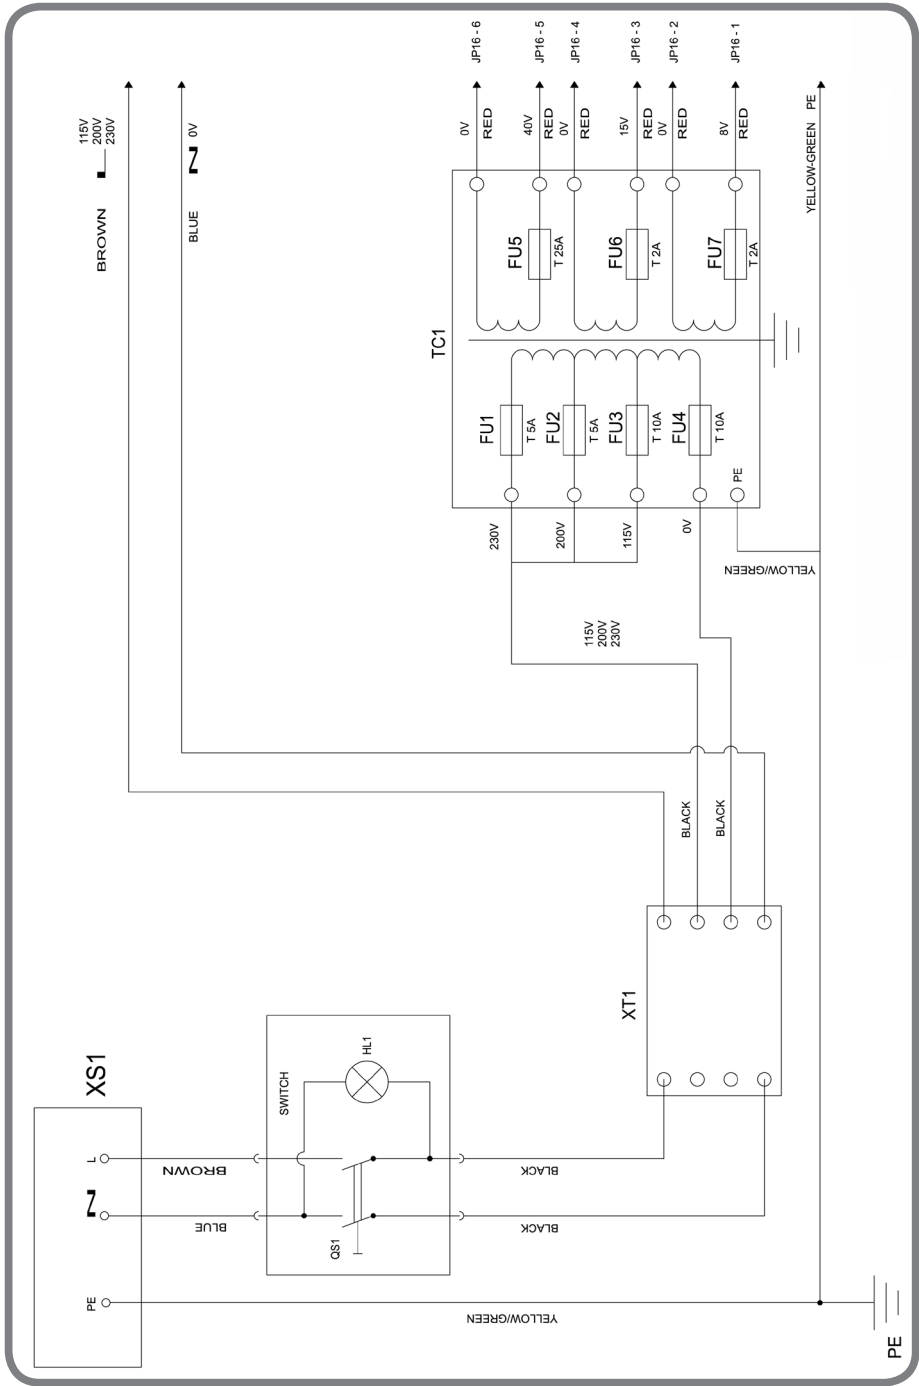 JP16 - 6
JP16 - 5
JP16 - 4
JP16 - 3
JP16 - 2
JP16 - 1
0V
RED
40V
RED
0V
RED
15V
RED
0V
RED
8V
RED
YELLOW-GREEN PE
115V
200V
230V
BROWN
N 0V
BLUE
TC1
FU5
T 25A
FU6
T 2A
FU7
T 2A
FU1
T 5A
FU2
T 5A
FU3
T 10A
FU4
T 10A
PE
230V
200V
115V
0V
YELLOW/GREEN
115V
200V
230V
BLACK
BLACK
XT1
XS1
L
N
PE
BROWN
BLUE
SWITCH
HL1
QS1
BLACK
BLACK
YELLOW/GREEN
PE